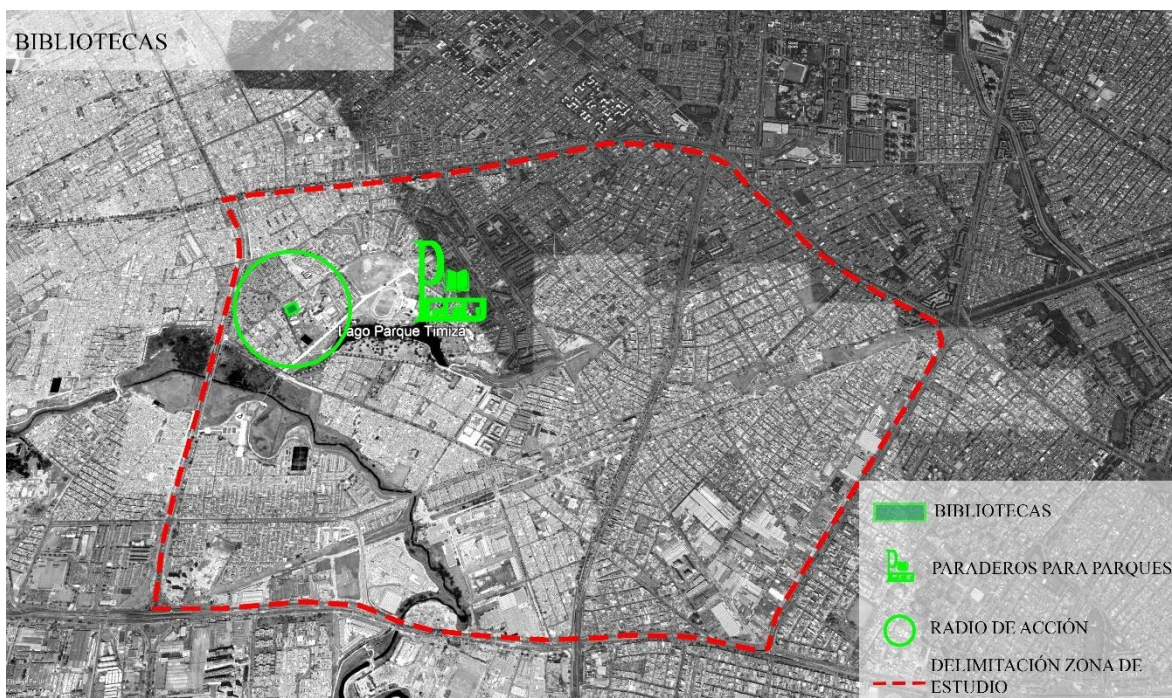 BIBLIOTECAS
Lago Parque Timiza
BIBLIOTECAS
PARADEROS PARA PARQUES
RADIO DE ACCIÓN
DELIMITACIÓN ZONA DE
ESTUDIO